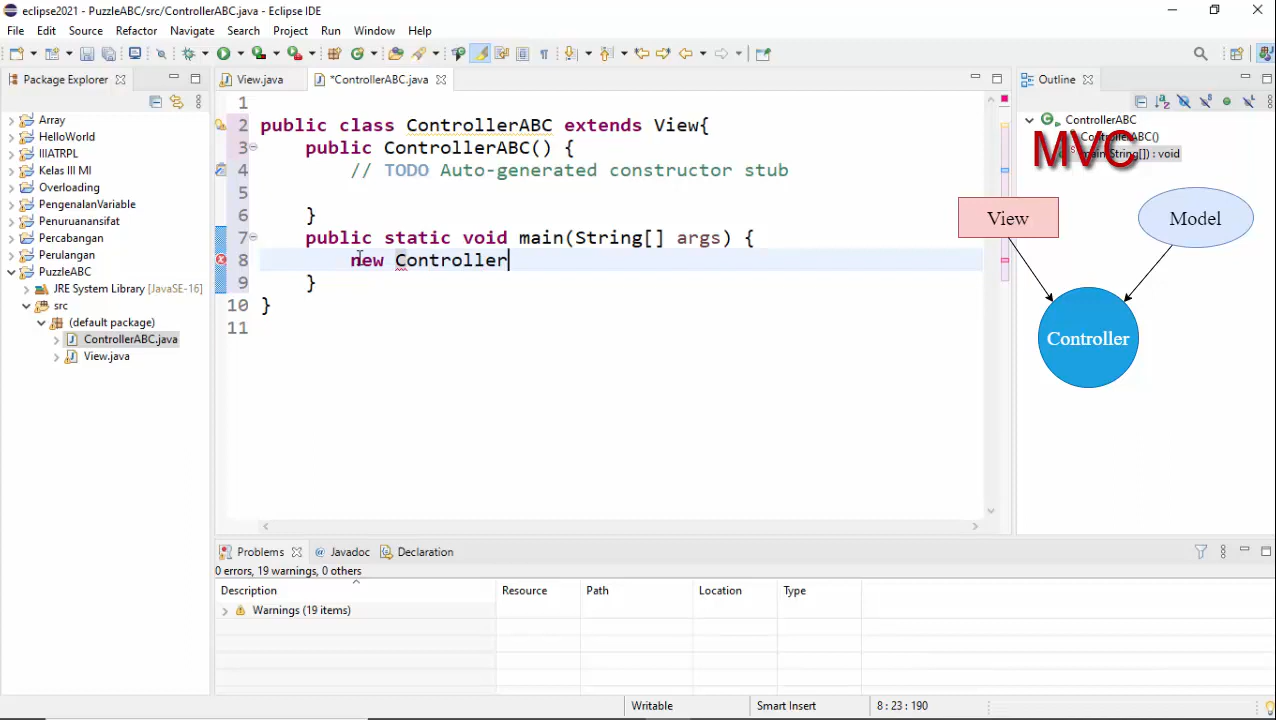 eclipse2021 - PuzzleABC/src/ControllerABC.java - Eclipse IDE
File Edit Source Refactor Navigate Search Project Run Window Help
Package Explorer
View.java
*ControllerABC.java
Outline
Array
HelloWorld
IIIATRPL
Kelas III MI
Overloading
PengenalanVariable
Penuruanansifat
Percabangan
Perulangan
PuzzleABC
JRE System Library [JavaSE-16]
src
(default package)
ControllerABC.java
View.java
1
2 public class ControllerABC extends View{
3 public ControllerABC() {
4 // TODO Auto-generated constructor stub
5
6 }
7 public static void main(String[] args) {
8 new Controller
9 }
10 }
11
ControllerABC
ControllerABC()
main(String[]) : void
MVC
View
Model
Controller
Problems
Javadoc
Declaration
0 errors, 19 warnings, 0 others
Description Resource Path Location Type
Warnings (19 items)
Writable Smart Insert 8 : 23 : 190